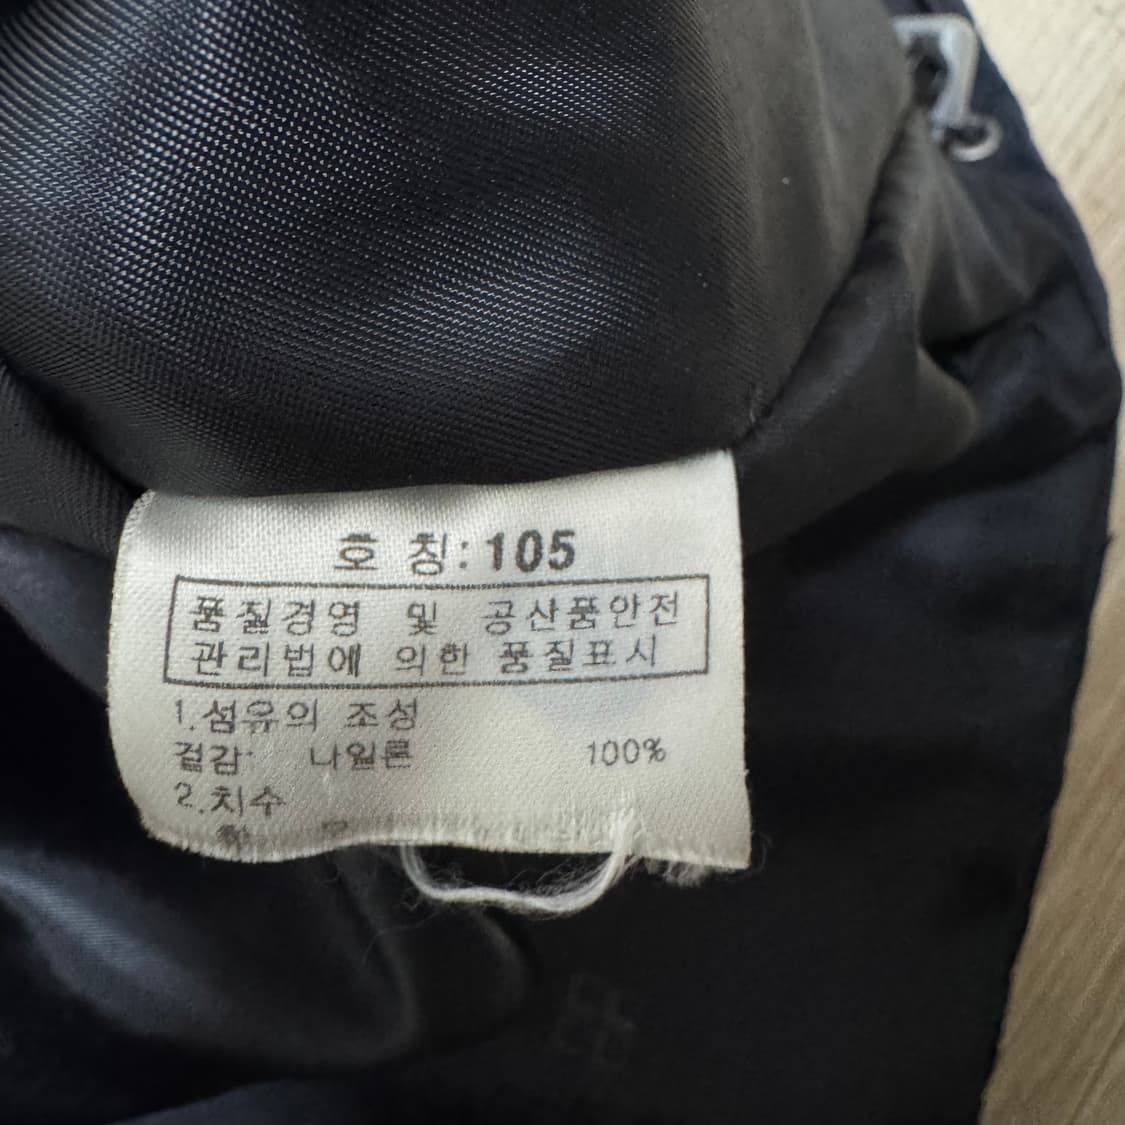 호 칭:105
품질경영 및 공산품안전
관리법에 의한 품질표시
1.섬유의 조성
겉감: 나일론 100%
2.치수